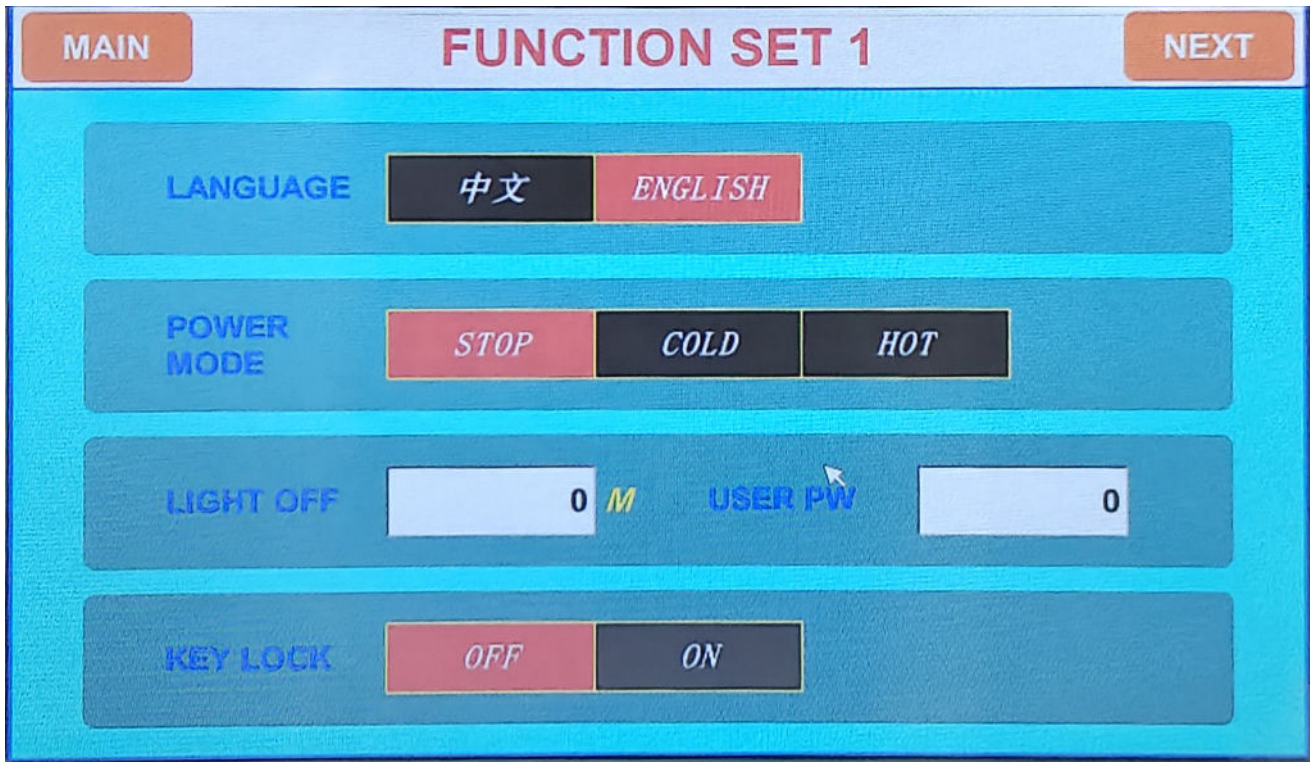 MAIN FUNCTION SET 1 NEXT
LANGUAGE 中文 ENGLISH
POWER
MODE STOP COLD HOT
LIGHT OFF 0 M USER PW 0
KEY LOCK OFF ON